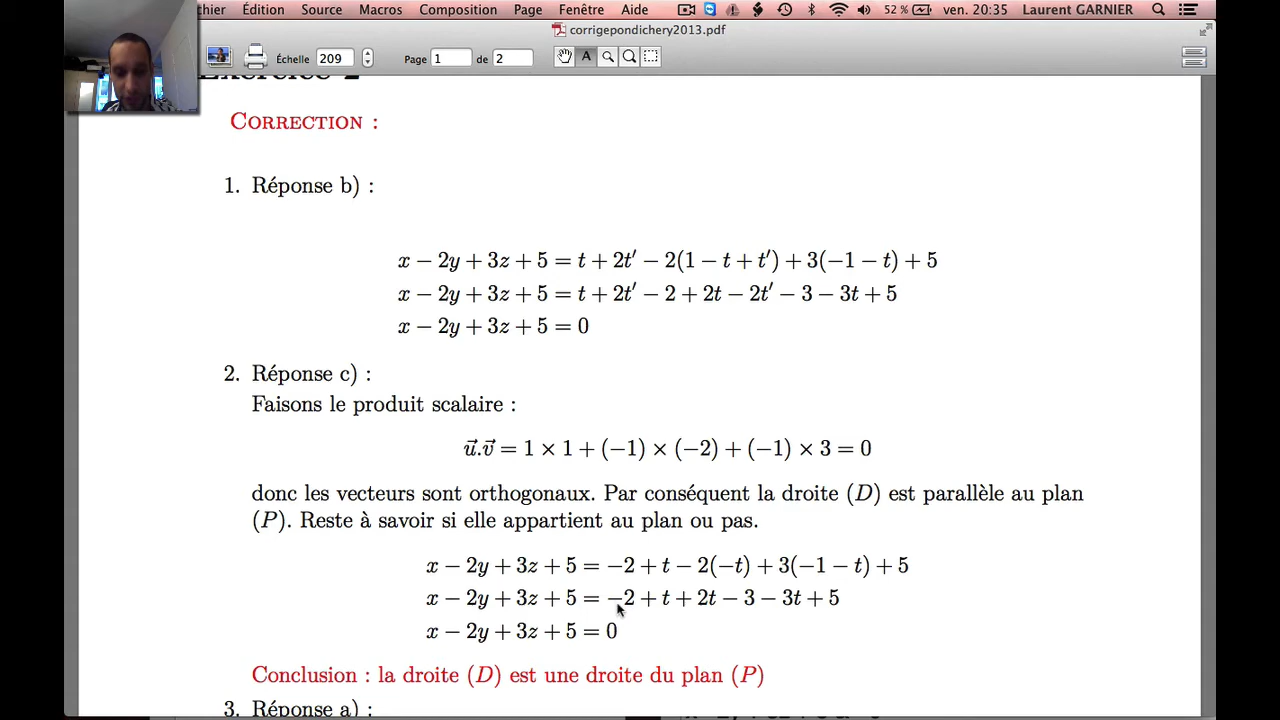 hier Édition Source Macros Composition Page Fenêtre Aide 52 % ven. 20:35 Laurent GARNIER
corrigepondichery2013.pdf
Échelle 209 Page 1 de 2 A
Exercice 2
CORRECTION :
1. Réponse b) :
x − 2y + 3z + 5 = t + 2t′ − 2(1 − t + t′) + 3(−1 − t) + 5
x − 2y + 3z + 5 = t + 2t′ − 2 + 2t − 2t′ − 3 − 3t + 5
x − 2y + 3z + 5 = 0
2. Réponse c) :
Faisons le produit scalaire :
u⃗.v⃗ = 1 × 1 + (−1) × (−2) + (−1) × 3 = 0
donc les vecteurs sont orthogonaux. Par conséquent la droite (D) est parallèle au plan
(P). Reste à savoir si elle appartient au plan ou pas.
x − 2y + 3z + 5 = −2 + t − 2(−t) + 3(−1 − t) + 5
x − 2y + 3z + 5 = −2 + t + 2t − 3 − 3t + 5
x − 2y + 3z + 5 = 0
Conclusion : la droite (D) est une droite du plan (P)
3. Réponse a) :